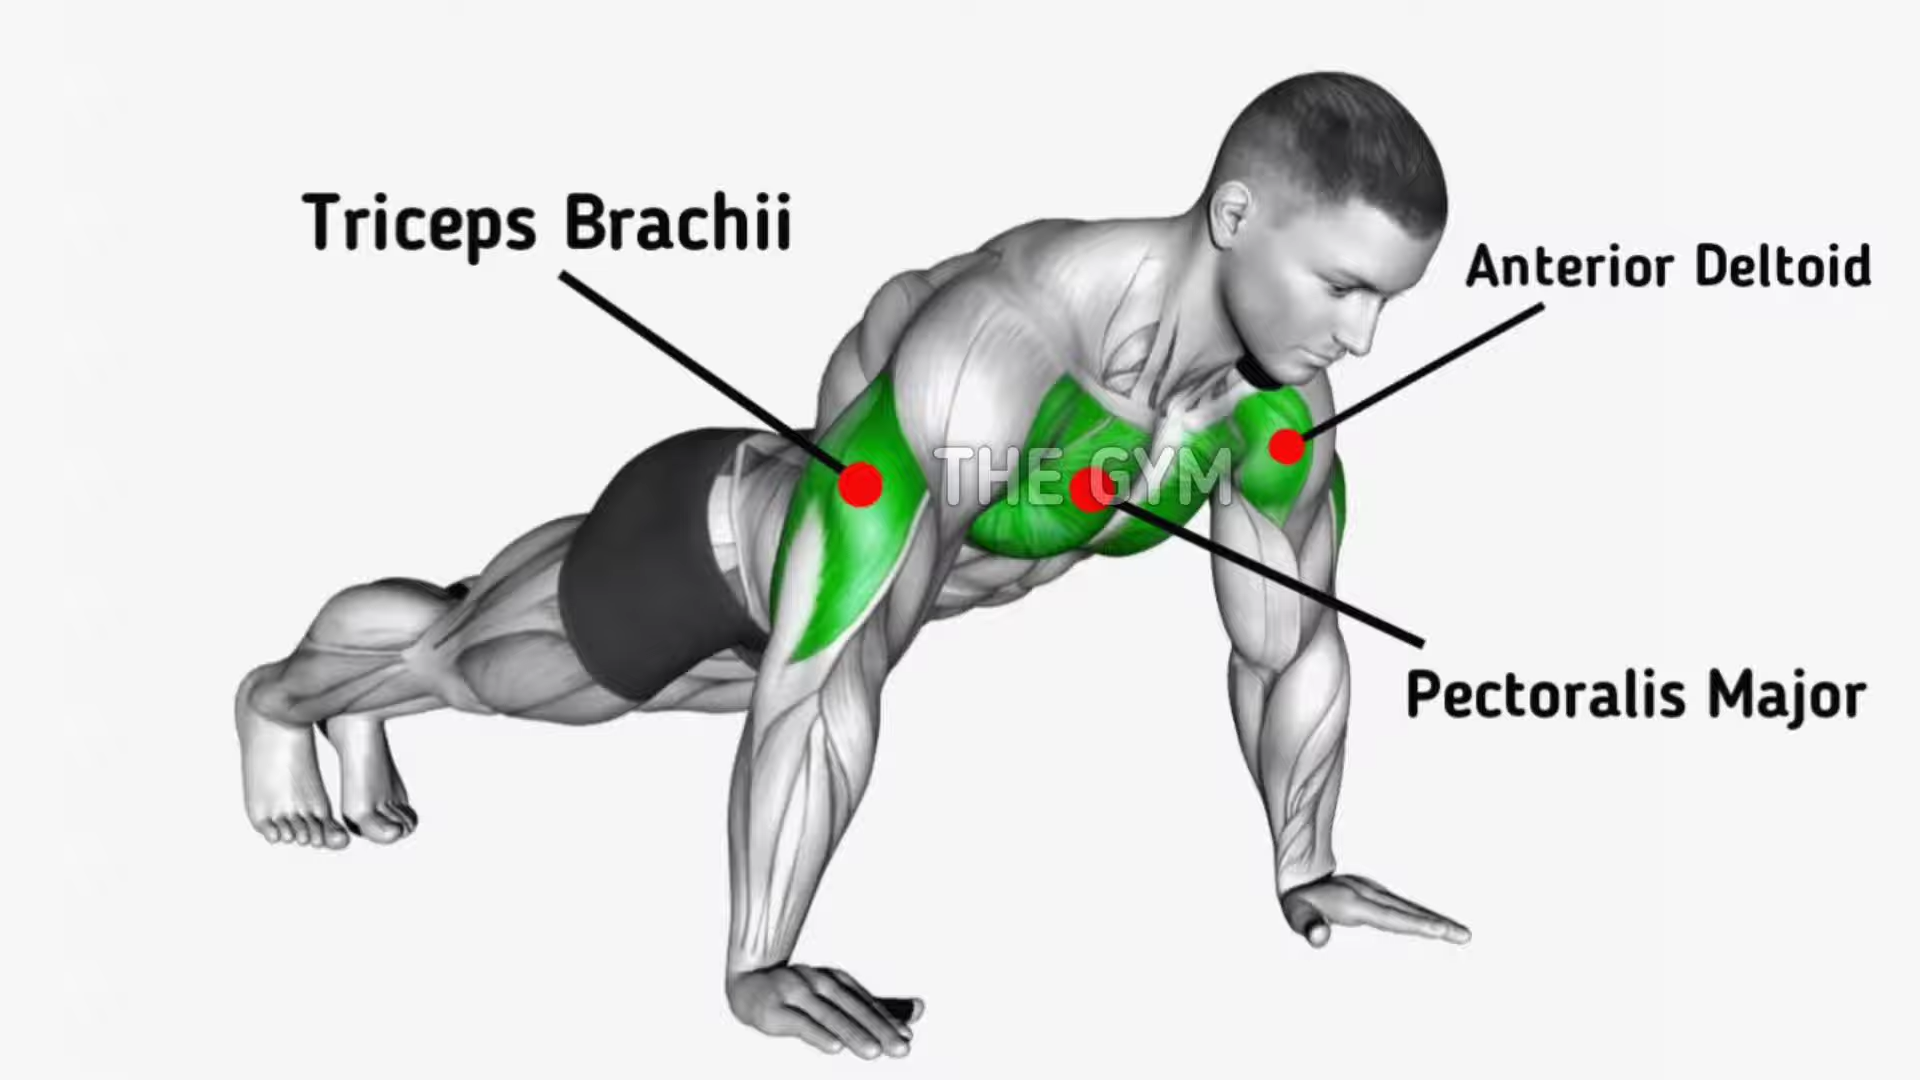 Triceps Brachii
Anterior Deltoid
THE GYM
Pectoralis Major